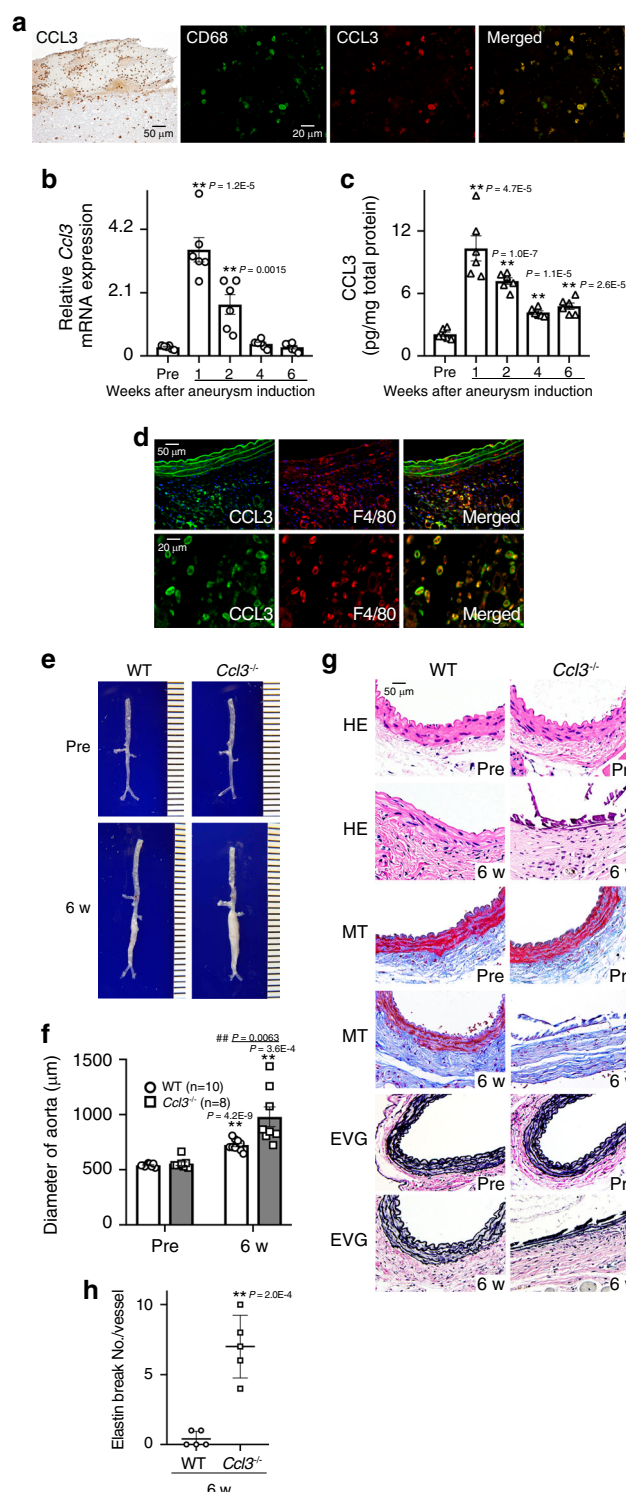 a
CCL3
CD68
CCL3
Merged
50 μm
20 μm
b
Relative Ccl3
mRNA expression
4.2
2.1
0
** P = 1.2E-5
** P = 0.0015
Pre
1
2
4
6
Weeks after aneurysm induction
c
CCL3
(pg/mg total protein)
12
6
0
** P = 4.7E-5
P = 1.0E-7
**
P = 1.1E-5
**
** P = 2.6E-5
Pre
1
2
4
6
Weeks after aneurysm induction
d
50 μm
CCL3
F4/80
Merged
20 μm
CCL3
F4/80
Merged
e
WT
Ccl3-/-
Pre
6 w
f
Diameter of aorta (μm)
1500
1000
500
0
WT (n=10)
Ccl3-/- (n=8)
## P = 0.0063
P = 3.6E-4
**
P = 4.2E-9
**
Pre
6 w
g
WT
Ccl3-/-
50 μm
HE
Pre
Pr
HE
6 w
6 w
MT
Pre
Pr
MT
6 w
6 w
EVG
Pre
Pr
EVG
6 w
6 w
h
Elastin break No./vessel
10
5
0
** P = 2.0E-4
WT
Ccl3-/-
6 w